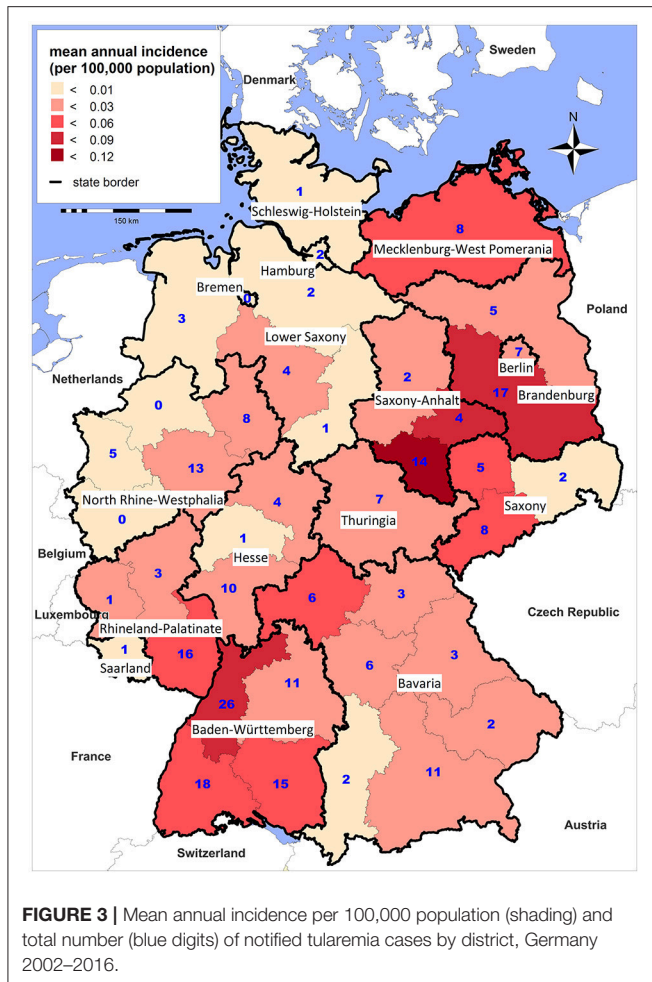 mean annual incidence
(per 100,000 population)
< 0.01
< 0.03
< 0.06
< 0.09
< 0.12
state border
150 km
Sweden
Denmark
N
1
Schleswig-Holstein
8
Mecklenburg-West Pomerania
2
Hamburg
Bremen
0
2
3
5
Poland
Lower Saxony
4
2
7
Berlin
Netherlands
Saxony-Anhalt
17
Brandenburg
0
8
1
4
5
13
14
5
2
North Rhine-Westphalia
4
7
Saxony
0
Thuringia
8
1
Hesse
Belgium
3
10
6
3
Czech Republic
1
Luxembourg
Rhineland-Palatinate
1
16
6
3
Saarland
Bavaria
11
26
2
Baden-Württemberg
France
18
15
2
11
Austria
Switzerland
FIGURE 3 | Mean annual incidence per 100,000 population (shading) and
total number (blue digits) of notified tularemia cases by district, Germany
2002–2016.